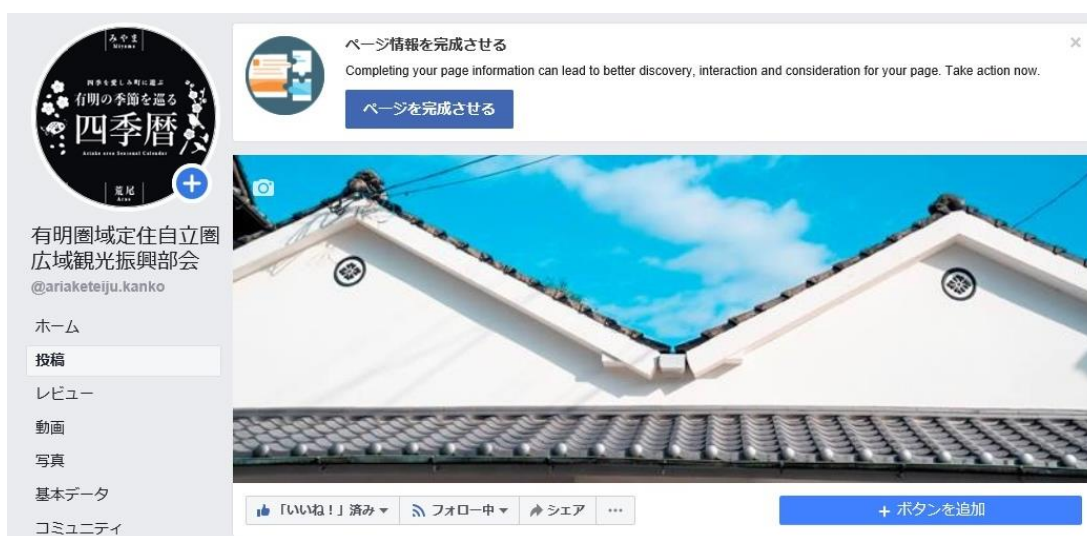 みやま
Miyama
四季を愛しみ町に遊ぶ
有明の季節を巡る
四季暦
Ariake area Seasonal Calendar
荒尾
Arao
有明圏域定住自立圏
広域観光振興部会
@ariaketeiju.kanko
ホーム
投稿
レビュー
動画
写真
基本データ
コミュニティ
ページ情報を完成させる
Completing your page information can lead to better discovery, interaction and consideration for your page. Take action now.
ページを完成させる
「いいね！」済み
フォロー中
シェア
+ ボタンを追加